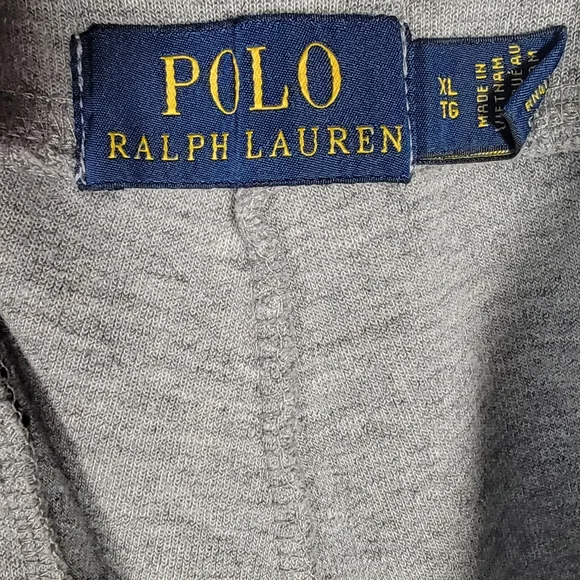 POLO
RALPH LAUREN
XL
TG
MADE IN
VIETNAM